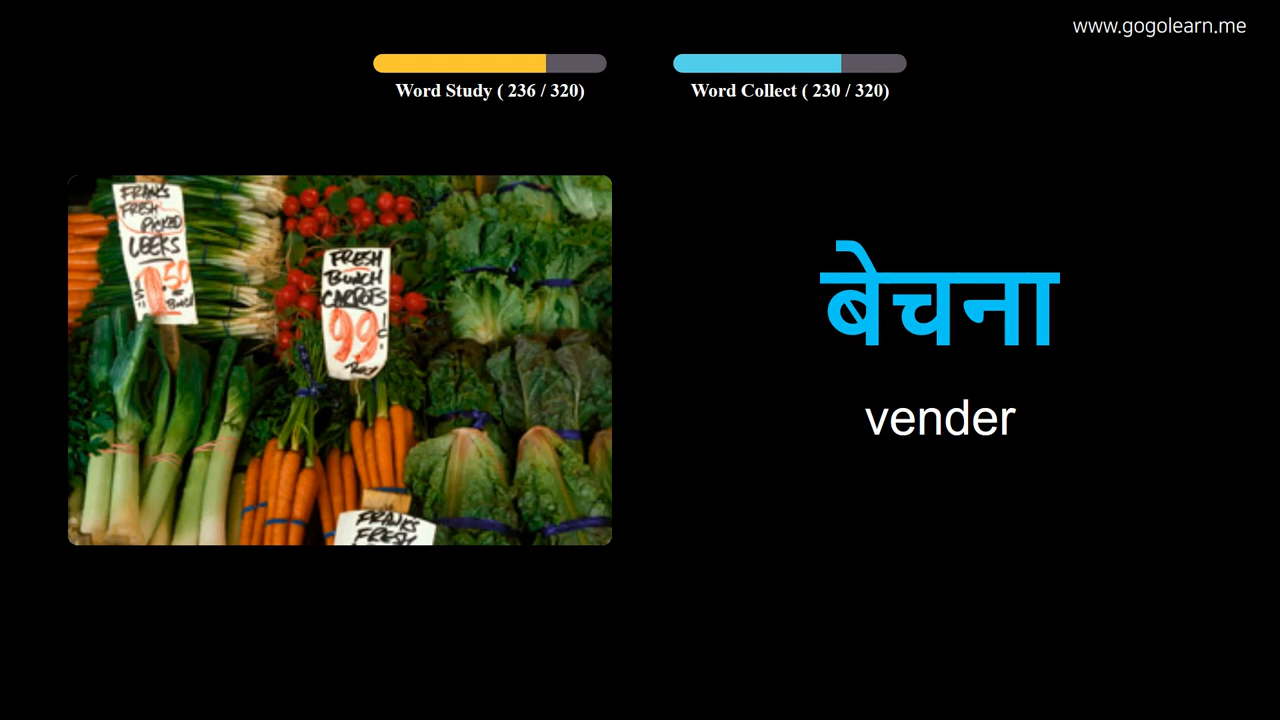 www.gogolearn.me
Word Study ( 236 / 320)
Word Collect ( 230 / 320)
FRANK'S
FRESH
PICKED
LEEKS
FRESH
BUNCH
CARROTS
99
FRANK'S
FRESH
बेचना
vender